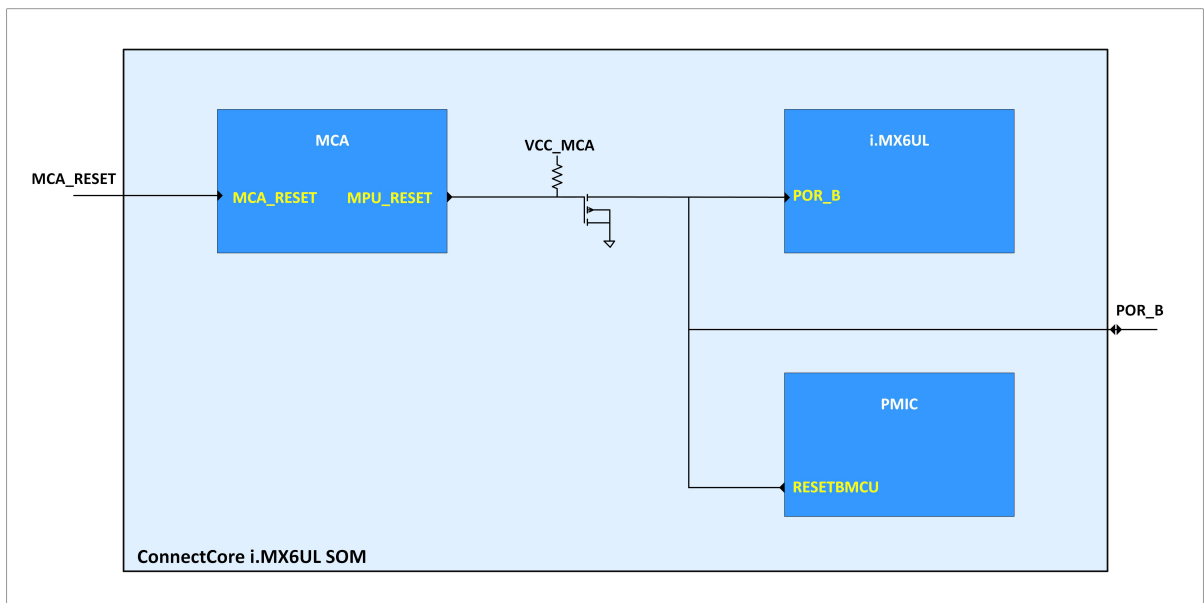 MCA
i.MX6UL
VCC_MCA
MCA_RESET
MCA_RESET
MPU_RESET
POR_B
POR_B
PMIC
RESETBMCU
ConnectCore i.MX6UL SOM